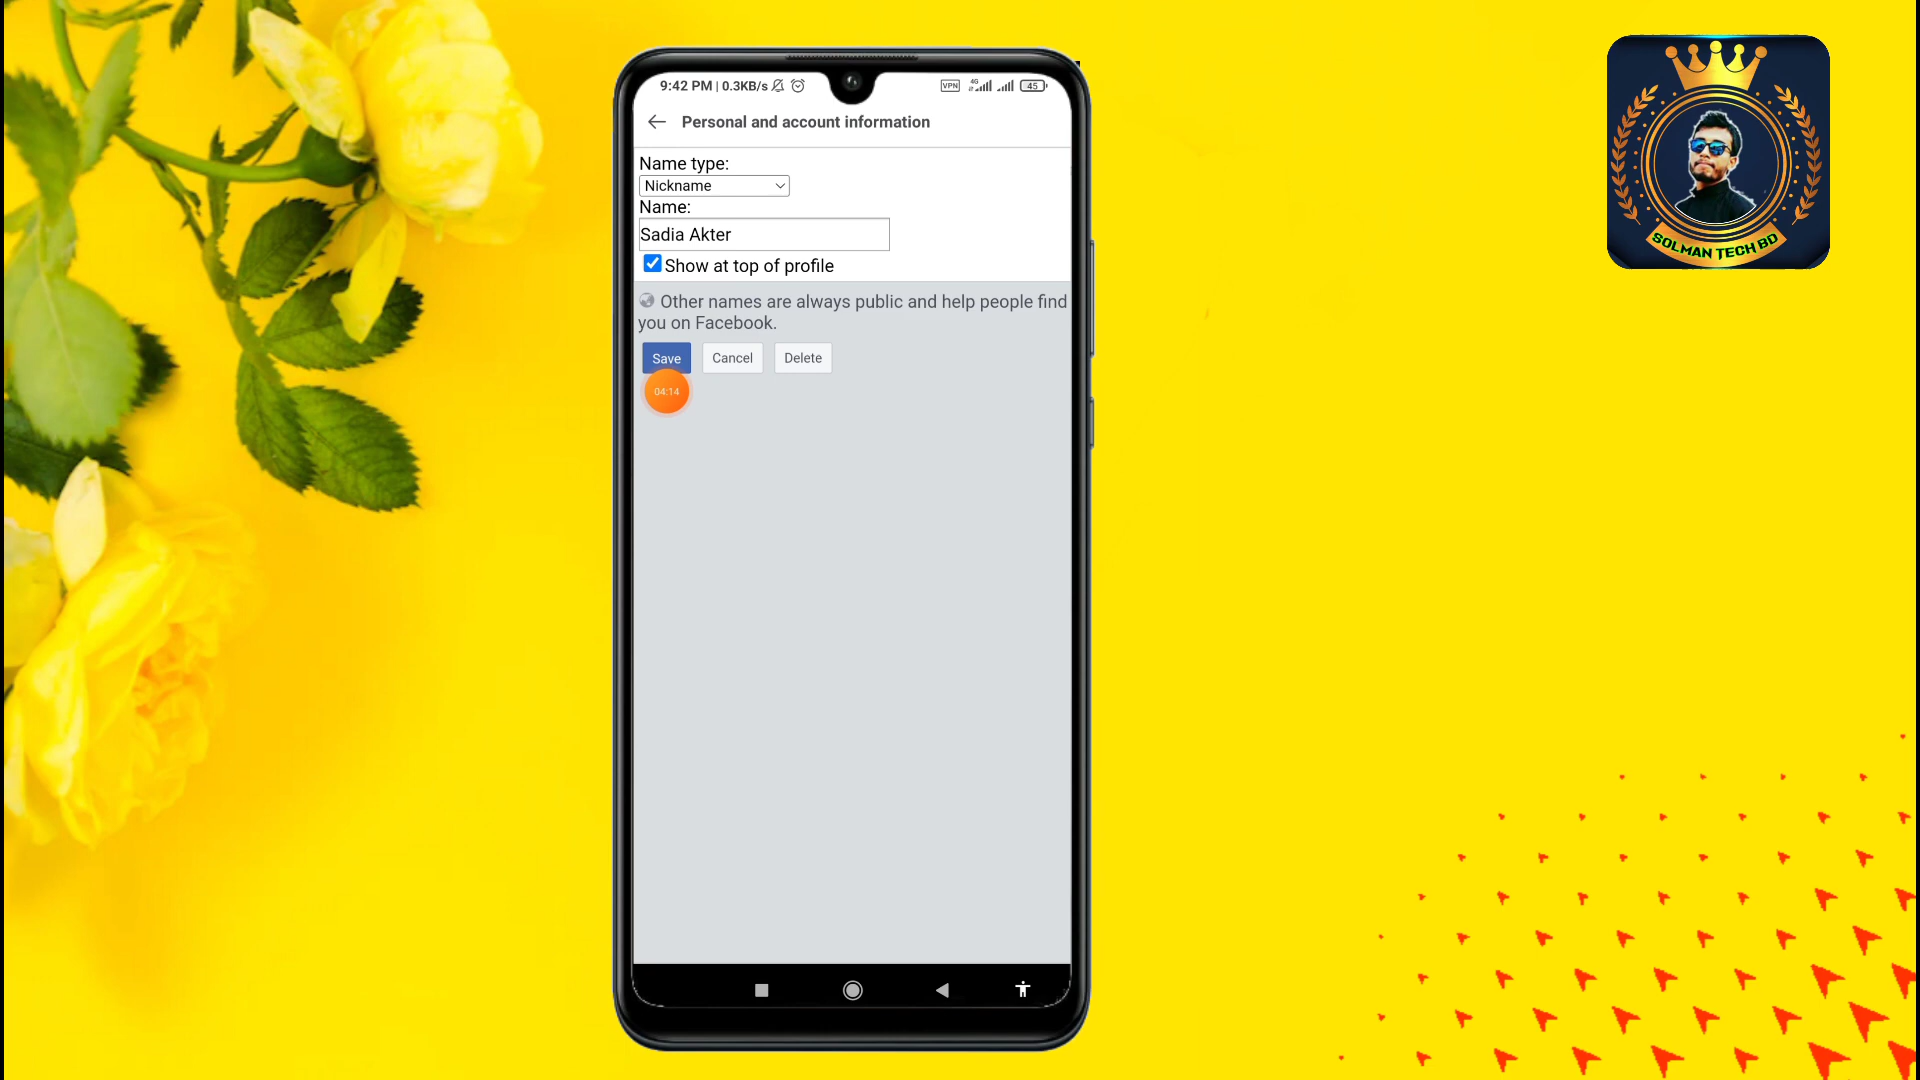 9:42 PM | 0.3KB/s VPN 4G 45
Personal and account information
Name type:
Nickname
Name:
Sadia Akter
Show at top of profile
Other names are always public and help people find
you on Facebook.
Save Cancel Delete
04:14
SOLMAN TECH BD